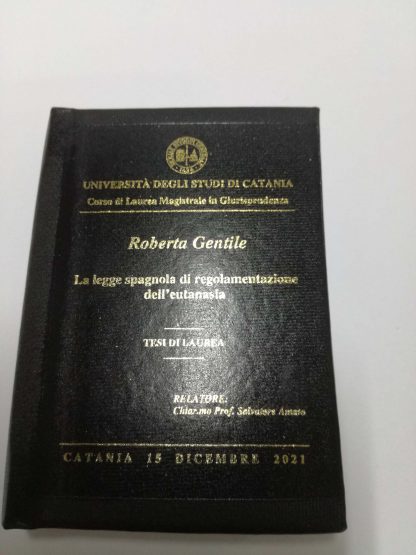 UNIVERSITÀ DEGLI STUDI DI CATANIA
Corso di Laurea Magistrale in Giurisprudenza
Roberta Gentile
La legge spagnola di regolamentazione
dell'eutanasia
TESI DI LAUREA
RELATORE:
Chiar.mo Prof. Salvatore Amato
CATANIA 15 DICEMBRE 2021